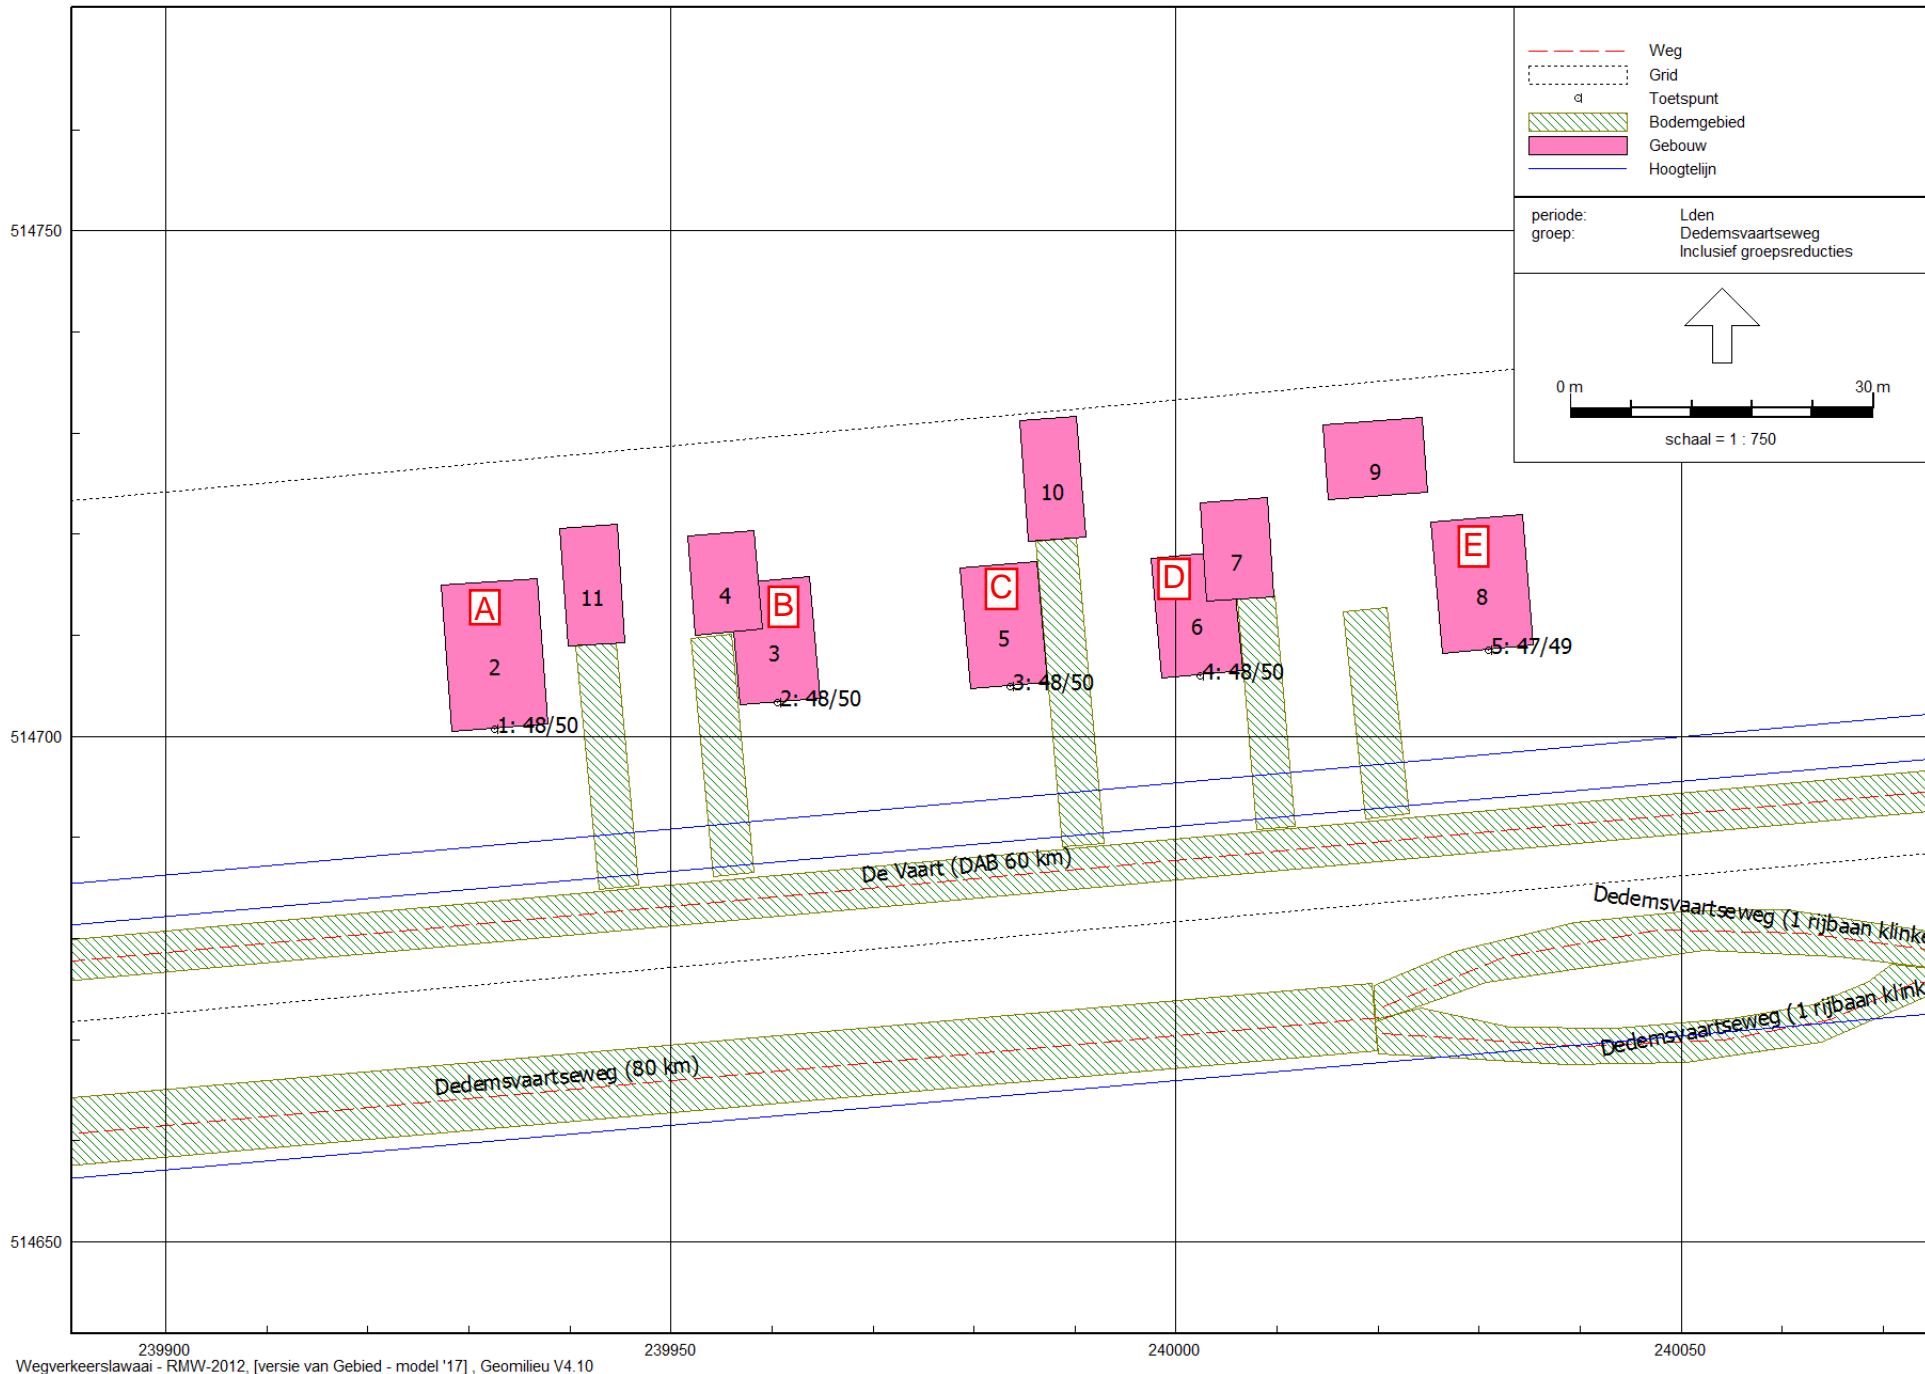 Weg
Grid
Toetspunt
Bodemgebied
Gebouw
Hoogtelijn
periode: Lden
groep: Dedemsvaartseweg
Inclusief groepsreducties
0 m 30 m
schaal = 1 : 750
514750
514700
514650
239900 239950 240000 240050
A
2
1: 48/50
11
4
B
3
2: 48/50
C
5
3: 48/50
10
D
6
4: 48/50
7
9
E
8
5: 47/49
De Vaart (DAB 60 km)
Dedemsvaartseweg (80 km)
Dedemsvaartseweg (1 rijbaan klinke
Dedemsvaartseweg (1 rijbaan klink
Wegverkeerslawaai - RMW-2012, [versie van Gebied - model '17] , Geomilieu V4.10